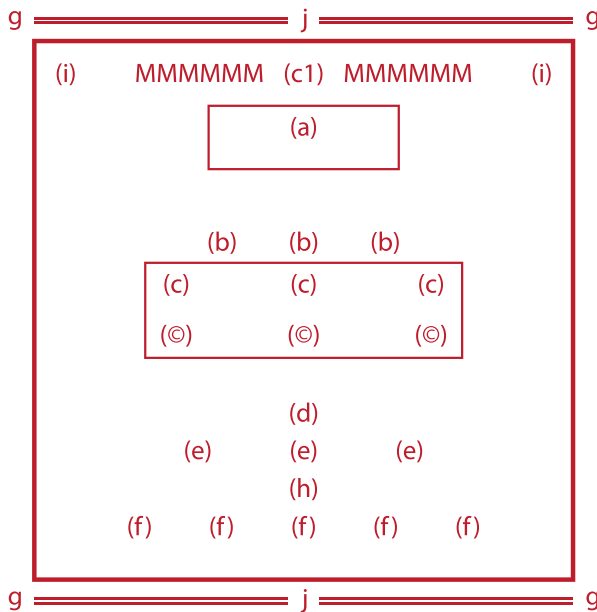 g j g
(i) MMMMMM (c1) MMMMMM (i)
(a)
(b) (b) (b)
(c) (c) (c)
(©) (©) (©)
(d)
(e) (e) (e)
(h)
(f) (f) (f) (f) (f)
g j g